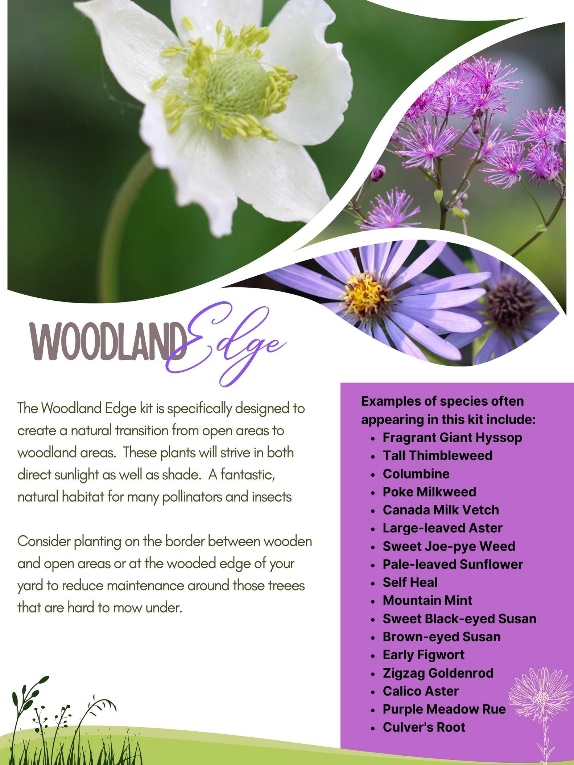 WOODLAND Edge
The Woodland Edge kit is specifically designed to
create a natural transition from open areas to
woodland areas.  These plants will strive in both
direct sunlight as well as shade.  A fantastic,
natural habitat for many pollinators and insects
Consider planting on the border between wooden
and open areas or at the wooded edge of your
yard to reduce maintenance around those treees
that are hard to mow under.
Examples of species often
appearing in this kit include:
• Fragrant Giant Hyssop
• Tall Thimbleweed
• Columbine
• Poke Milkweed
• Canada Milk Vetch
• Large-leaved Aster
• Sweet Joe-pye Weed
• Pale-leaved Sunflower
• Self Heal
• Mountain Mint
• Sweet Black-eyed Susan
• Brown-eyed Susan
• Early Figwort
• Zigzag Goldenrod
• Calico Aster
• Purple Meadow Rue
• Culver's Root